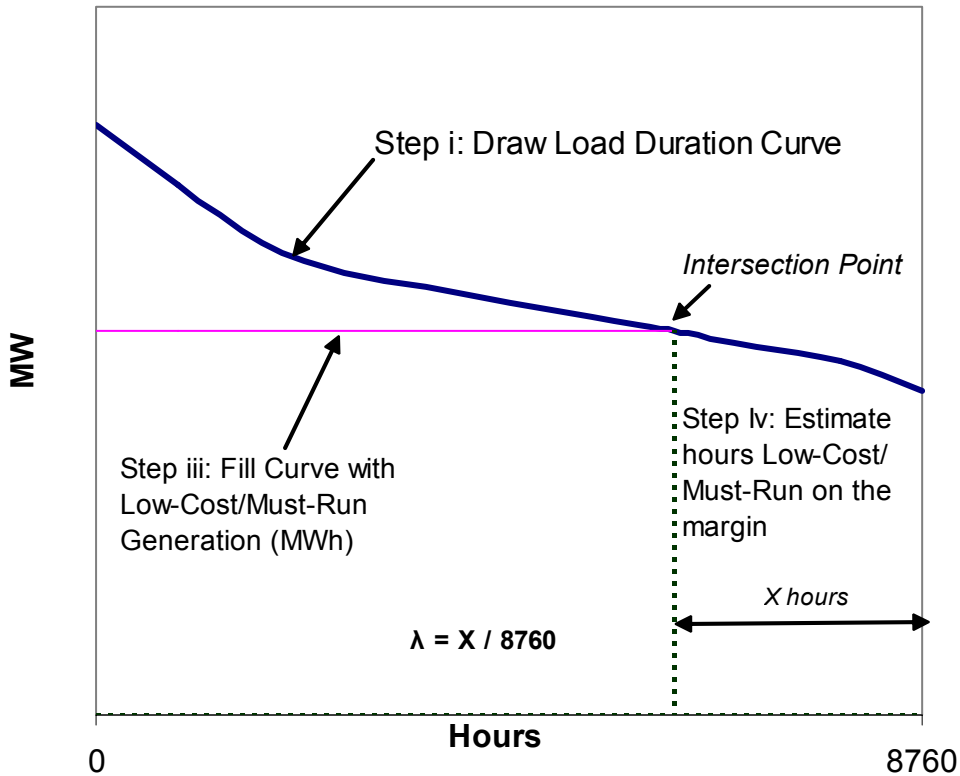 Step i: Draw Load Duration Curve
Intersection Point
MW
Step iii: Fill Curve with
Low-Cost/Must-Run
Generation (MWh)
Step Iv: Estimate
hours Low-Cost/
Must-Run on the
margin
X hours
λ = X / 8760
Hours
0
8760